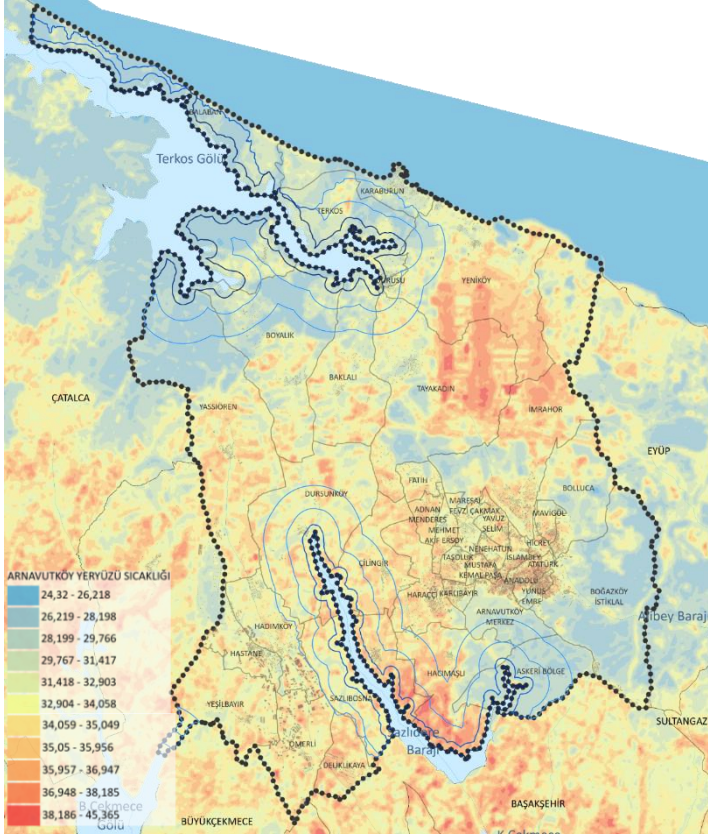 BALABAN
Terkos Gölü
KARABURUN
TERKOS
DURUSU
YENİKÖY
BOYALIK
BAKLALI
TAYAKADIN
ÇATALCA
YASSIÖREN
İMRAHOR
EYÜP
FATİH
BOLLUCA
DURSUNKÖY
MAREŞAL
FEVZİ ÇAKMAK
ADNAN
MENDERES
YAVUZ
SELİM
MAVİGÖL
MEHMET
AKİF ERSOY
HİCRET
NENEHATUN
TAŞOLUK
İSLAMBEY
MUSTAFA
KEMAL PAŞA
ATATÜRK
ÇİLİNGİR
ANADOLU
YUNUS
EMRE
HARAÇÇI
KARLIBAYIR
BOĞAZKÖY
İSTİKLAL
ARNAVUTKÖY
MERKEZ
Alibey Barajı
ARNAVUTKÖY YERYÜZÜ SICAKLIĞI
24,32 - 26,218
26,219 - 28,198
28,199 - 29,766
29,767 - 31,417
31,418 - 32,903
32,904 - 34,058
34,059 - 35,049
35,05 - 35,956
35,957 - 36,947
36,948 - 38,185
38,186 - 45,365
HADIMKÖY
HASTANE
HACIMAŞLI
ASKERİ BÖLGE
YEŞİLBAYIR
SAZLIBOSNA
SULTANGAZ
Sazlıdere
Barajı
ÖMERLİ
DELİKLİKAYA
B.Çekmece
Gölü
BÜYÜKÇEKMECE
BAŞAKŞEHİR
K.Çekmece